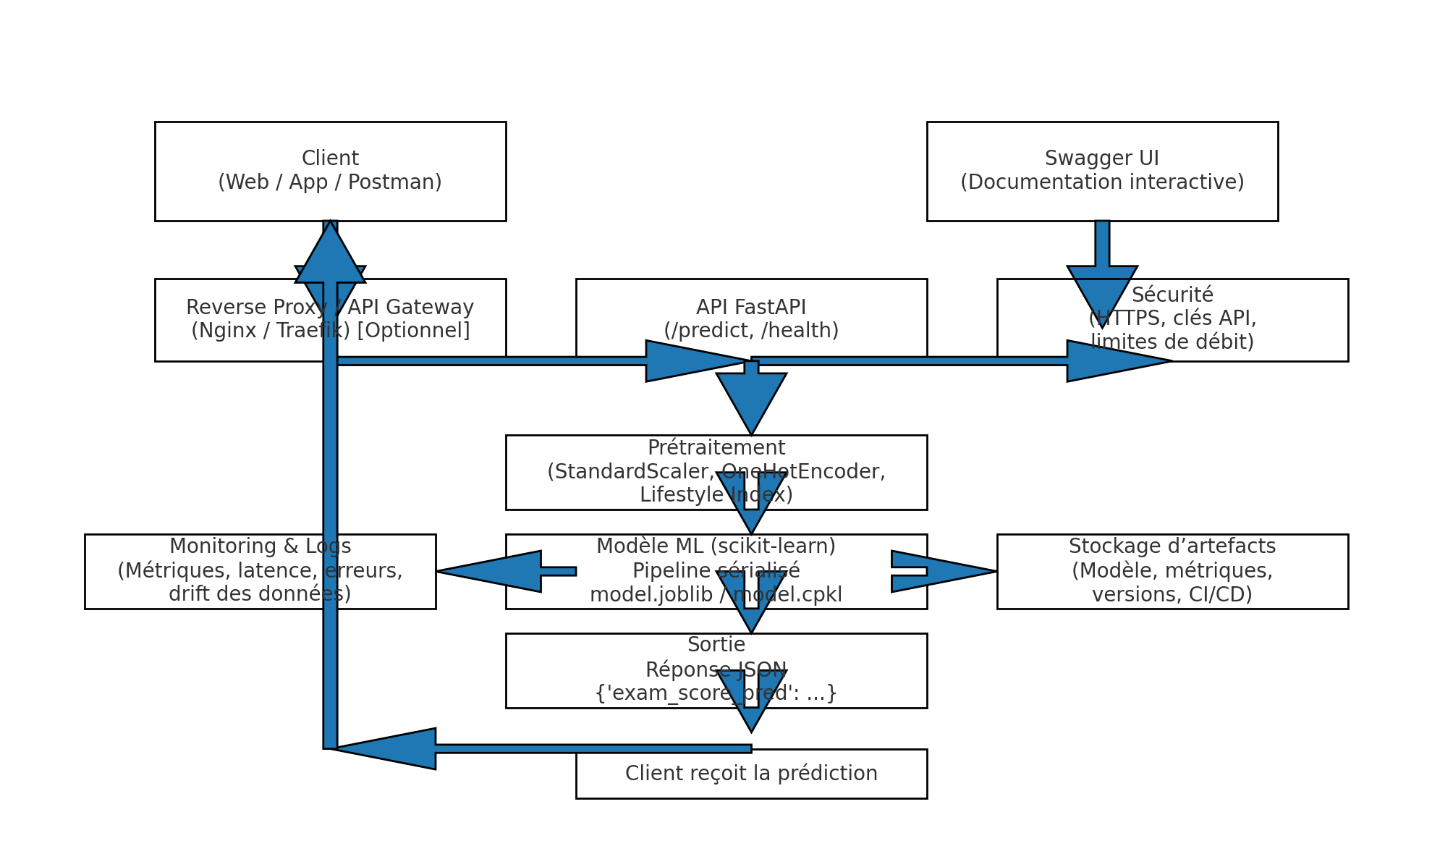 Client
(Web / App / Postman)
Swagger UI
(Documentation interactive)
Reverse Proxy / API Gateway
(Nginx / Traefik) [Optionnel]
API FastAPI
(/predict, /health)
Sécurité
(HTTPS, clés API,
limites de débit)
Prétraitement
(StandardScaler, OneHotEncoder,
Lifestyle Index)
Monitoring & Logs
(Métriques, latence, erreurs,
drift des données)
Modèle ML (scikit-learn)
Pipeline sérialisé
model.joblib / model.cpkl
Stockage d’artefacts
(Modèle, métriques,
versions, CI/CD)
Sortie
Réponse JSON
{'exam_score_pred': ...}
Client reçoit la prédiction